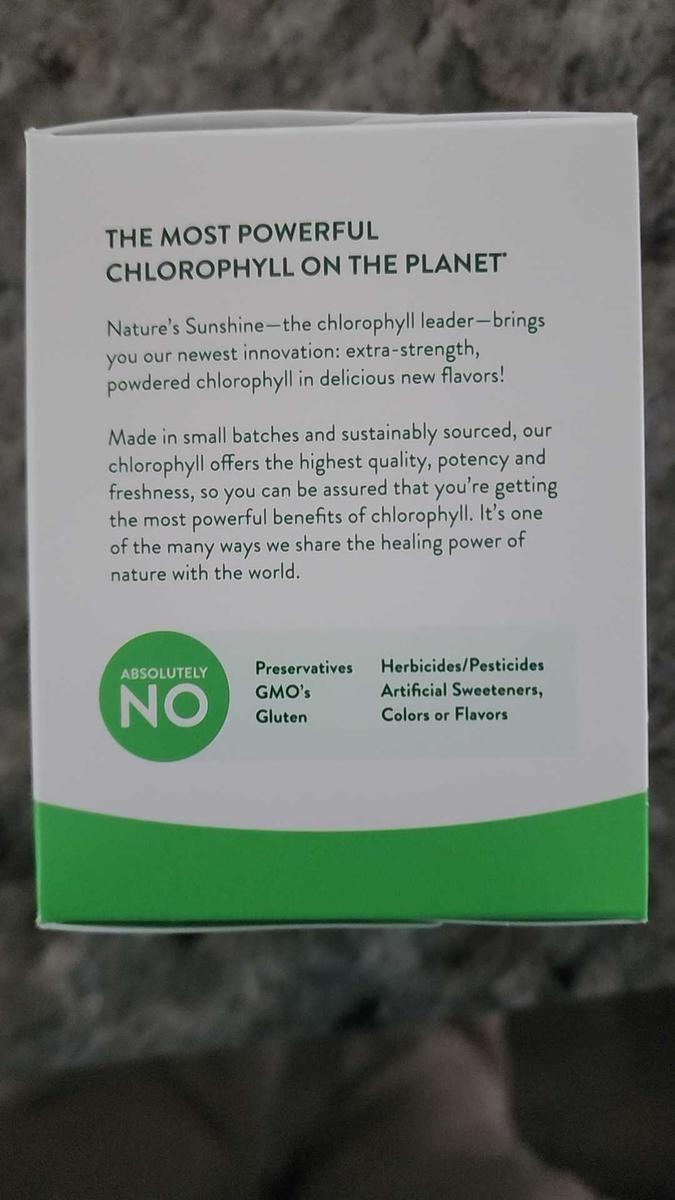 THE MOST POWERFUL
CHLOROPHYLL ON THE PLANET*
Nature's Sunshine—the chlorophyll leader—brings
you our newest innovation: extra-strength,
powdered chlorophyll in delicious new flavors!
Made in small batches and sustainably sourced, our
chlorophyll offers the highest quality, potency and
freshness, so you can be assured that you're getting
the most powerful benefits of chlorophyll. It's one
of the many ways we share the healing power of
nature with the world.
ABSOLUTELY
NO
Preservatives
GMO's
Gluten
Herbicides/Pesticides
Artificial Sweeteners,
Colors or Flavors